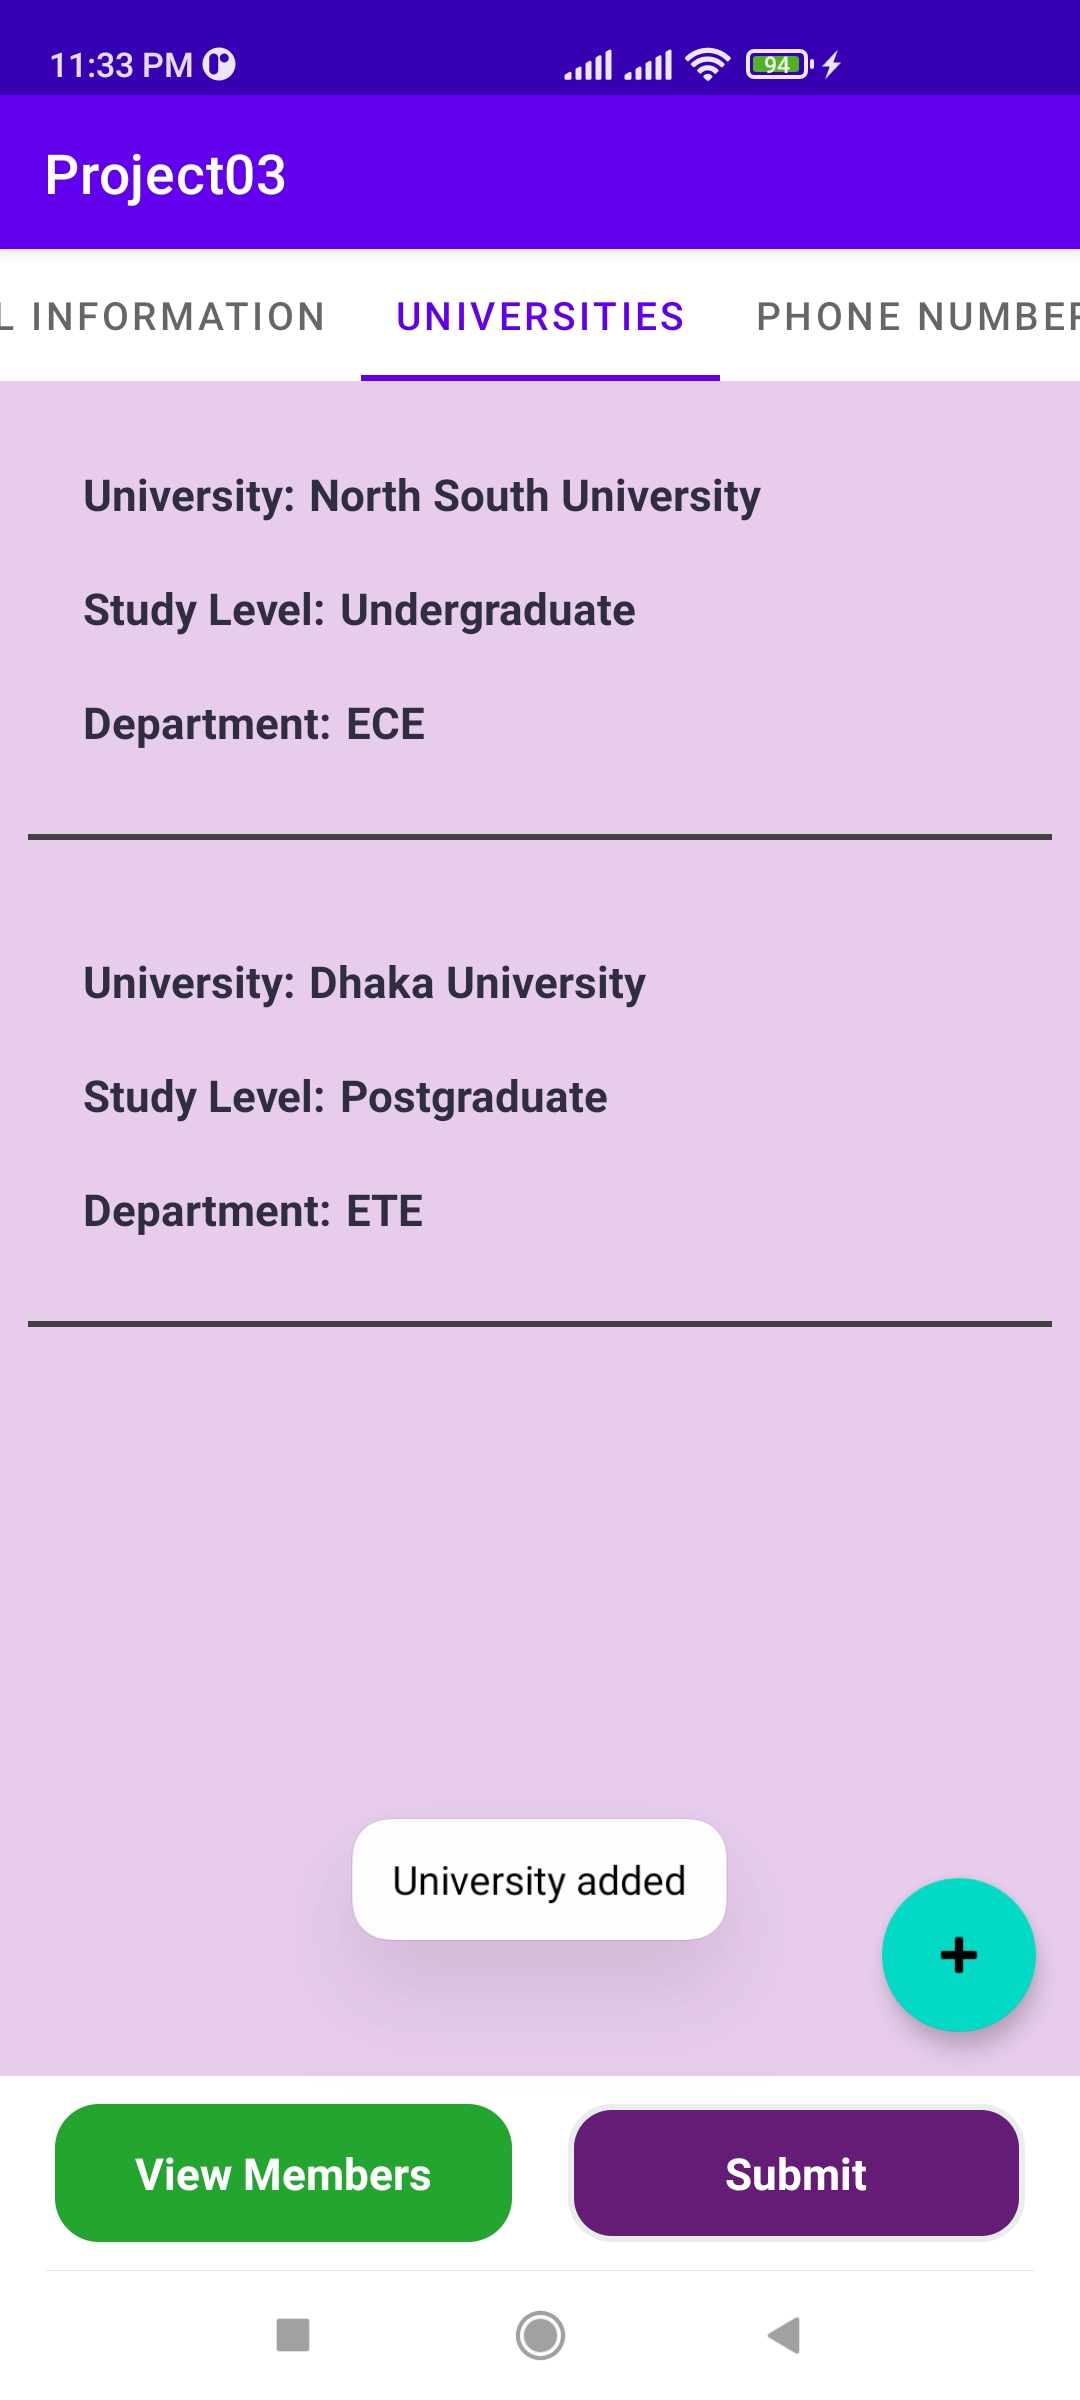 11:33 PM
94
Project03
L INFORMATION UNIVERSITIES PHONE NUMBER
University: North South University
Study Level: Undergraduate
Department: ECE
University: Dhaka University
Study Level: Postgraduate
Department: ETE
University added
+
View Members Submit